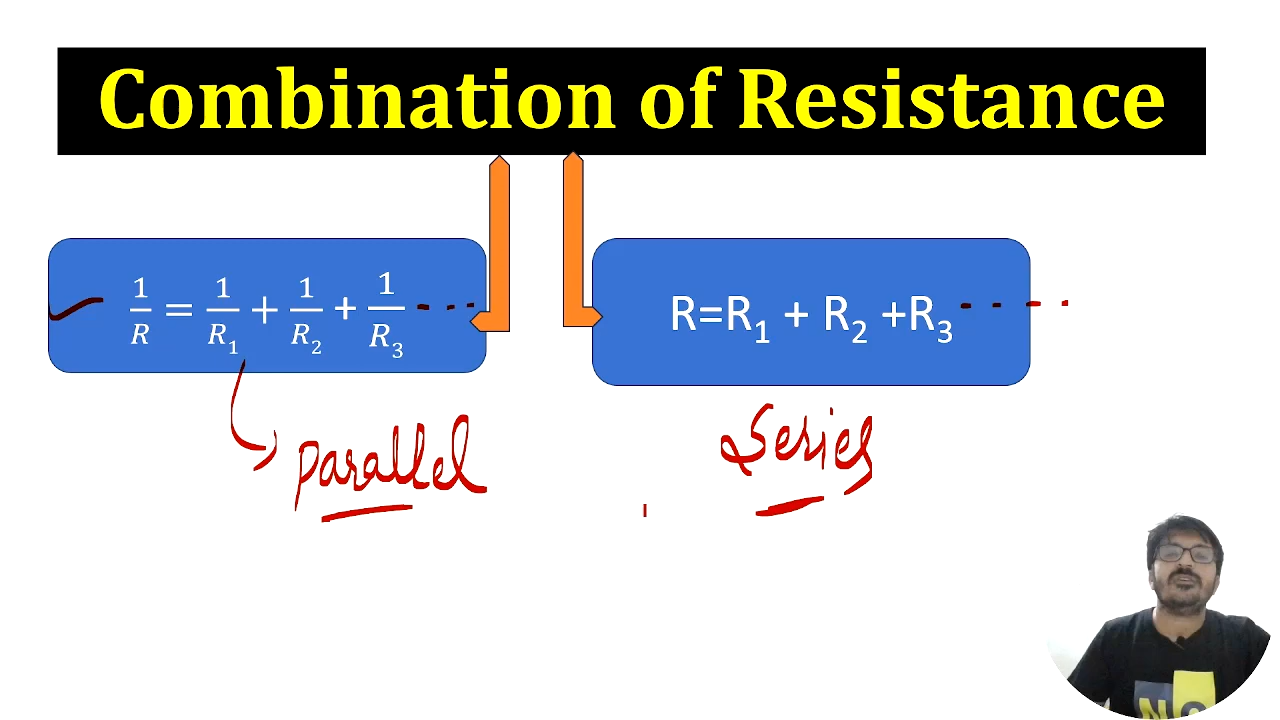 Combination of Resistance
1/R = 1/R₁ + 1/R₂ + 1/R₃ ----
R=R₁ + R₂ +R₃ ----
Parallel
Series